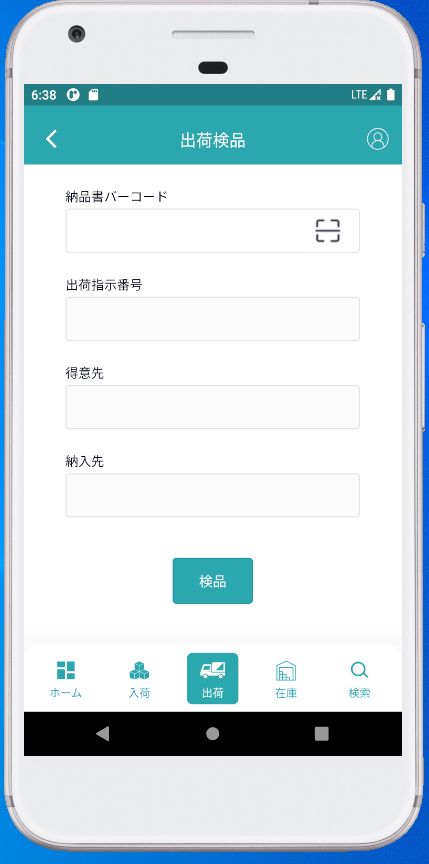 6:38 LTE
出荷検品
納品書バーコード
出荷指示番号
得意先
納入先
検品
ホーム 入荷 出荷 在庫 検索